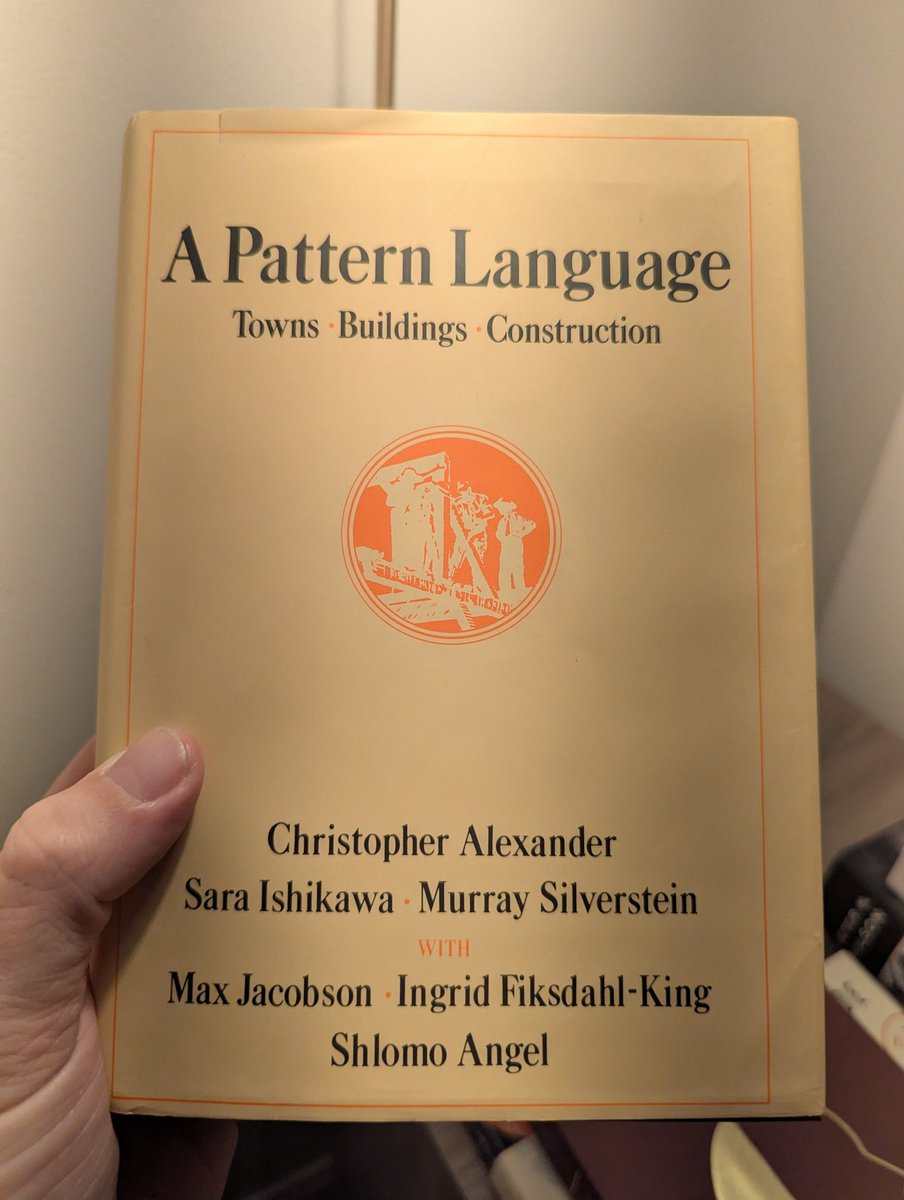 A Pattern Language
Towns · Buildings · Construction
Christopher Alexander
Sara Ishikawa · Murray Silverstein
WITH
Max Jacobson · Ingrid Fiksdahl-King
Shlomo Angel